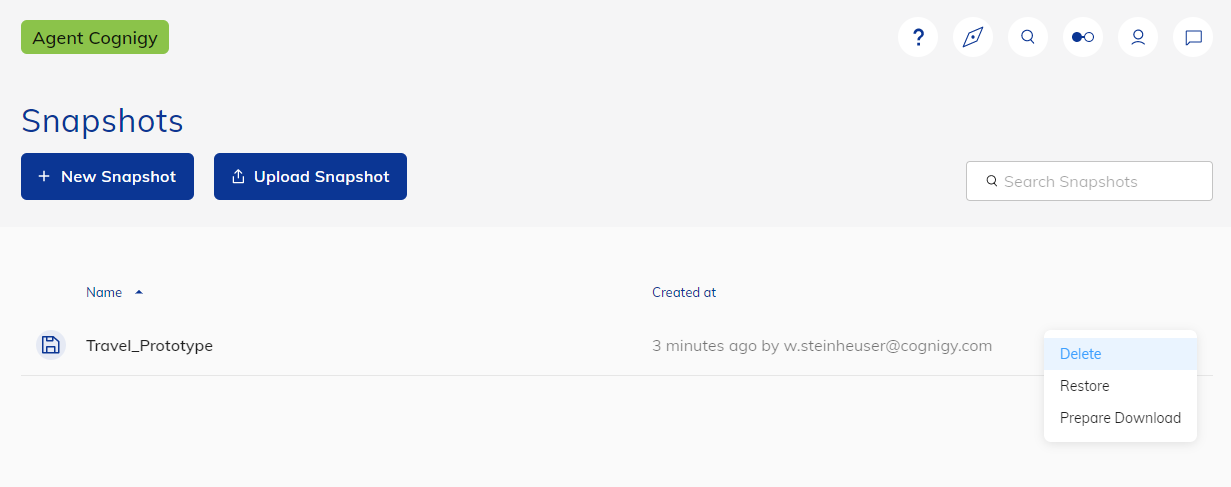 Agent Cognigy
?
Snapshots
+ New Snapshot
Upload Snapshot
Search Snapshots
Name
Created at
Travel_Prototype
3 minutes ago by w.steinheuser@cognigy.com
Delete
Restore
Prepare Download